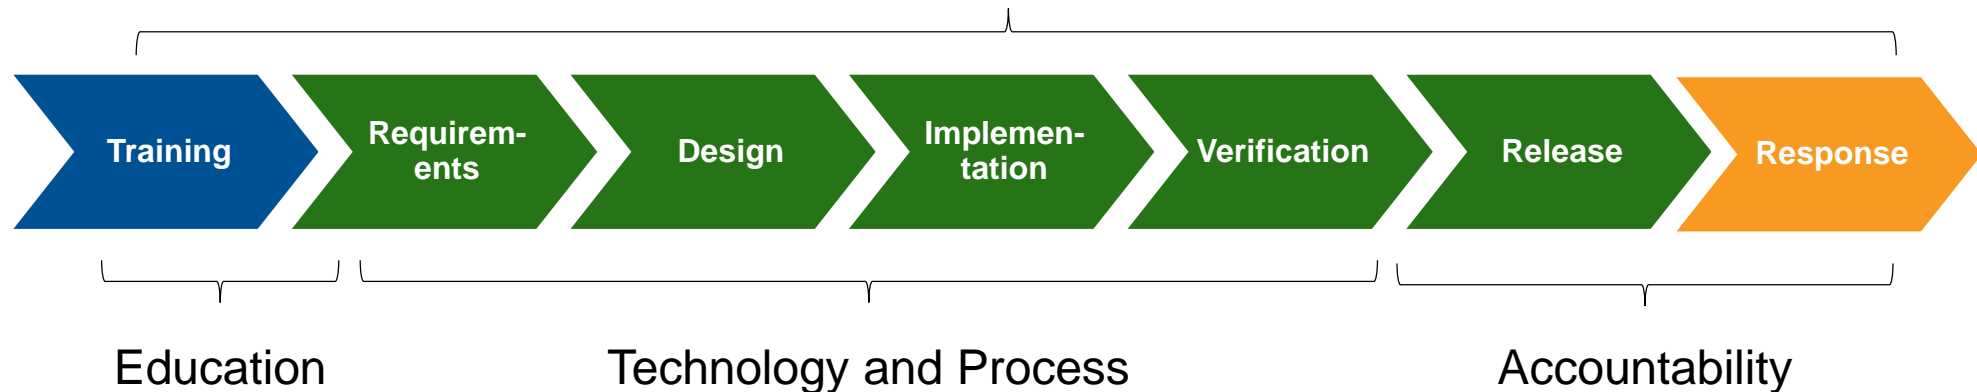 Training
Requirem-
ents
Design
Implemen-
tation
Verification
Release
Response
Education
Technology and Process
Accountability